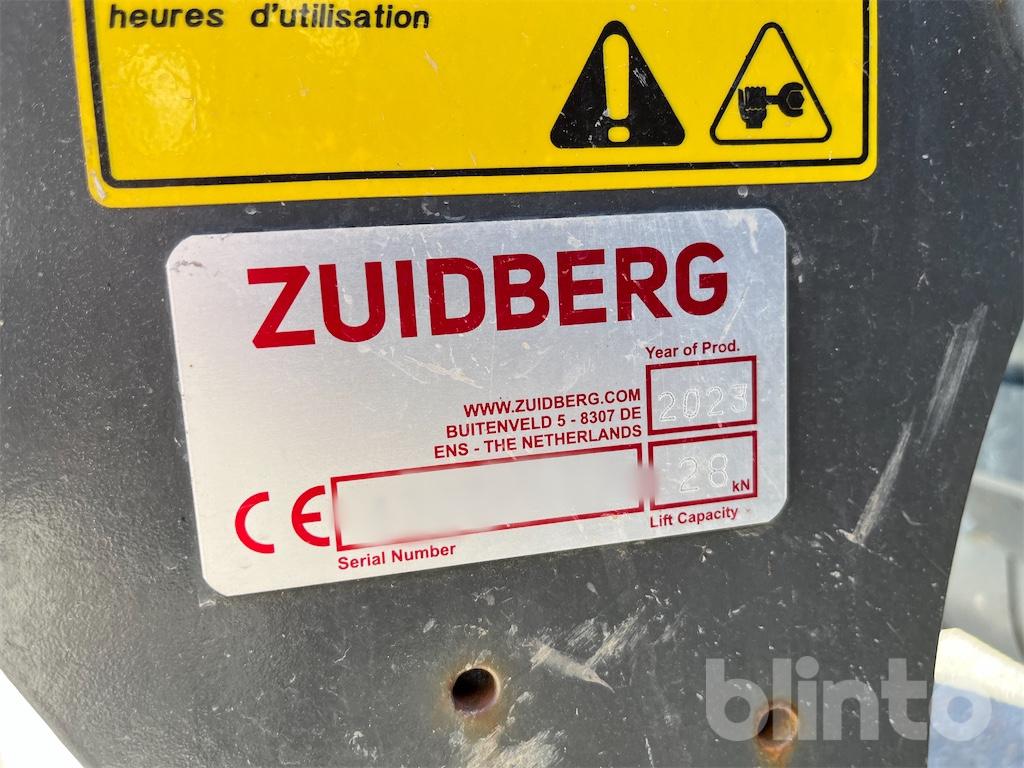 heures d'utilisation
ZUIDBERG
Year of Prod.
2023
WWW.ZUIDBERG.COM
BUITENVELD 5 - 8307 DE
ENS - THE NETHERLANDS
28 kN
Lift Capacity
CE
Serial Number
blinto